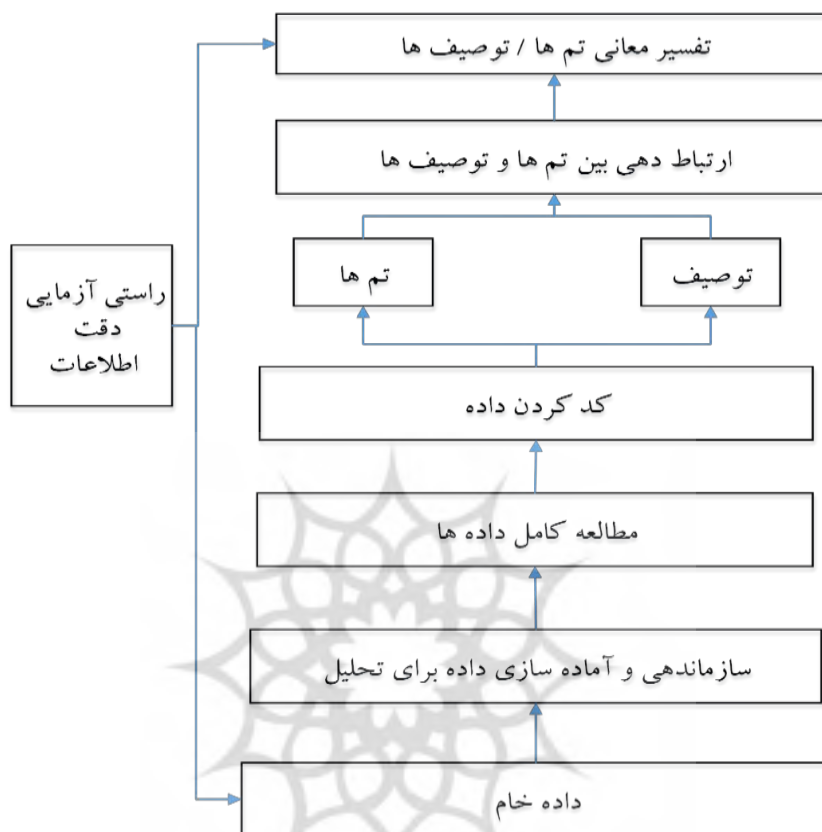 تفسیر معانی تم ها / توصیف ها
ارتباط دهی بین تم ها و توصیف ها
توصیف
تم ها
راستی آزمایی
دقت
اطلاعات
کد کردن داده
مطالعه کامل داده ها
سازماندهی و آماده سازی داده برای تحلیل
داده خام